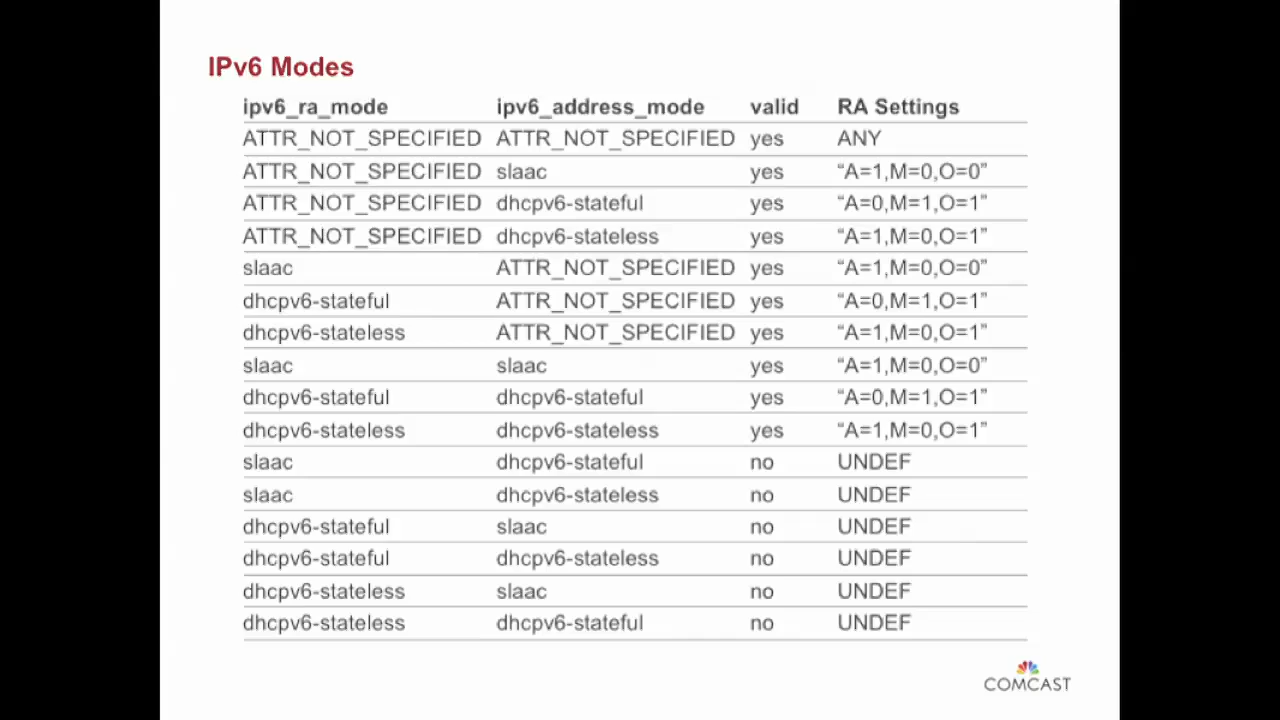 IPv6 Modes
ipv6_ra_mode ipv6_address_mode valid RA Settings
ATTR_NOT_SPECIFIED ATTR_NOT_SPECIFIED yes ANY
ATTR_NOT_SPECIFIED slaac yes “A=1,M=0,O=0”
ATTR_NOT_SPECIFIED dhcpv6-stateful yes “A=0,M=1,O=1”
ATTR_NOT_SPECIFIED dhcpv6-stateless yes “A=1,M=0,O=1”
slaac ATTR_NOT_SPECIFIED yes “A=1,M=0,O=0”
dhcpv6-stateful ATTR_NOT_SPECIFIED yes “A=0,M=1,O=1”
dhcpv6-stateless ATTR_NOT_SPECIFIED yes “A=1,M=0,O=1”
slaac slaac yes “A=1,M=0,O=0”
dhcpv6-stateful dhcpv6-stateful yes “A=0,M=1,O=1”
dhcpv6-stateless dhcpv6-stateless yes “A=1,M=0,O=1”
slaac dhcpv6-stateful no UNDEF
slaac dhcpv6-stateless no UNDEF
dhcpv6-stateful slaac no UNDEF
dhcpv6-stateful dhcpv6-stateless no UNDEF
dhcpv6-stateless slaac no UNDEF
dhcpv6-stateless dhcpv6-stateful no UNDEF
COMCAST